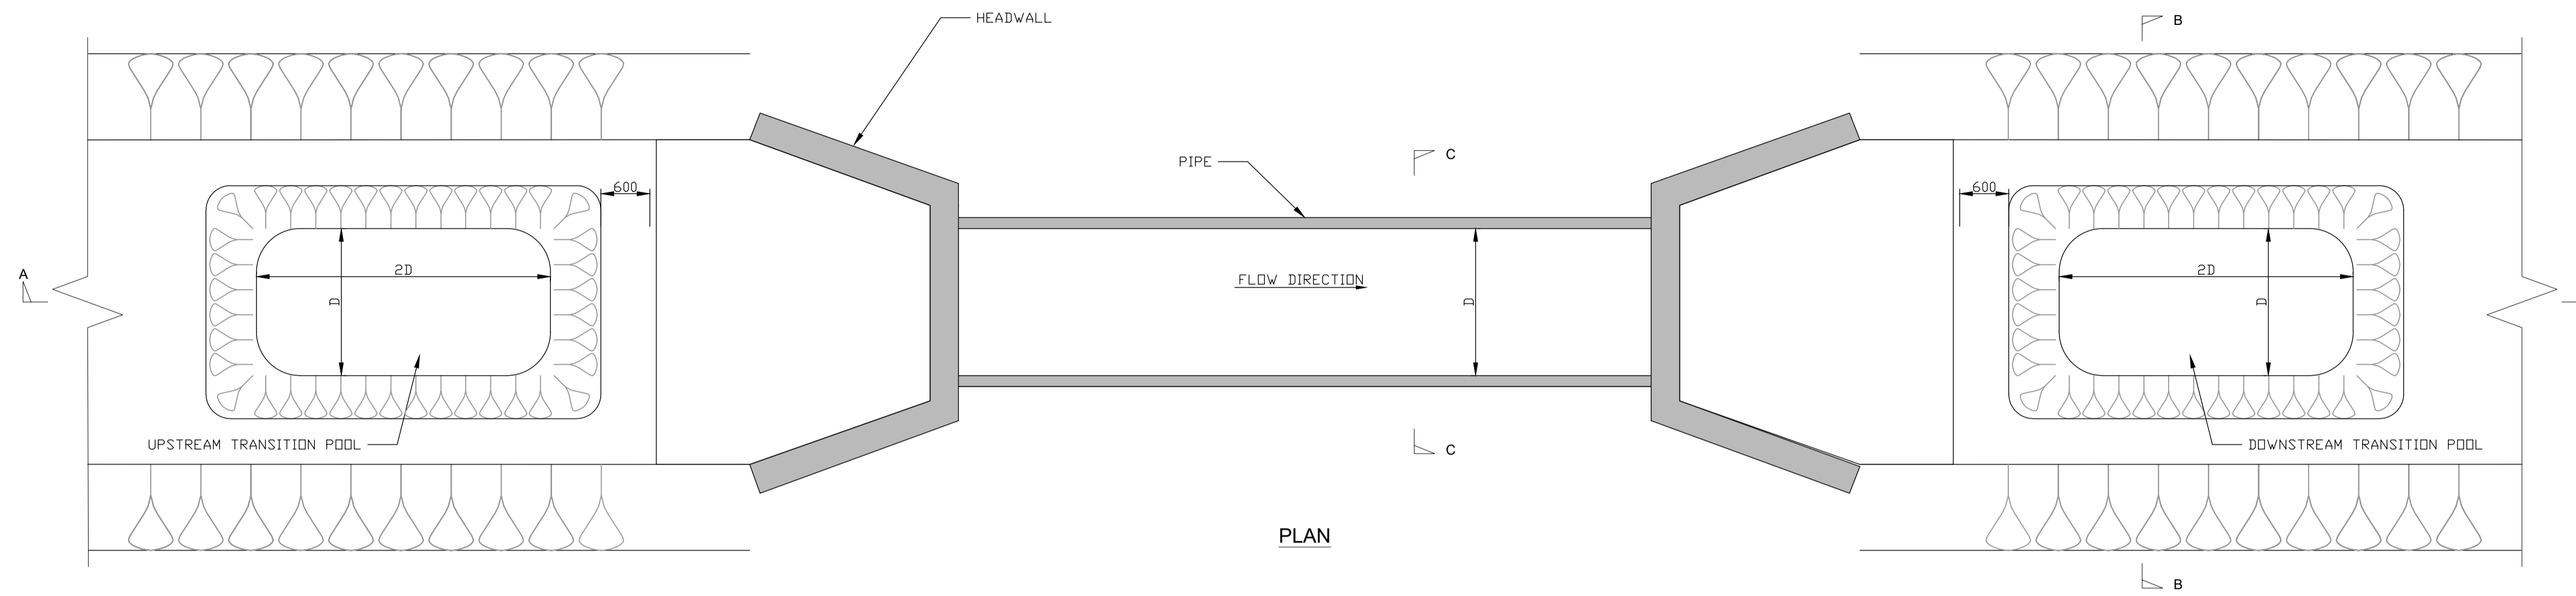 HEADWALL
B
PIPE
C
600
600
A
2D
D
FLOW DIRECTION
D
2D
D
UPSTREAM TRANSITION POOL
C
DOWNSTREAM TRANSITION POOL
PLAN
B